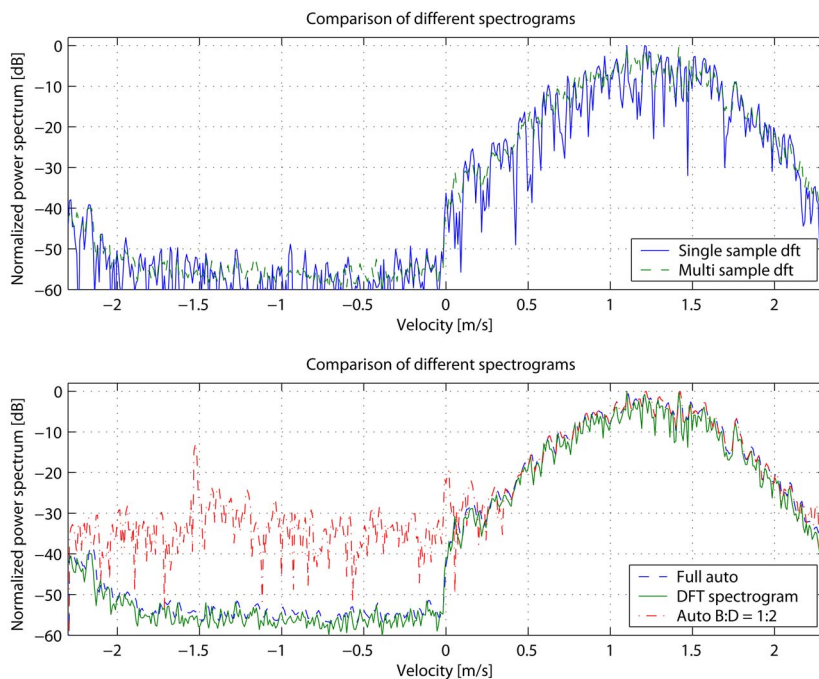 Comparison of different spectrograms
Normalized power spectrum [dB]
0
−10
−20
−30
−40
−50
−60
−2
−1.5
−1
−0.5
0
0.5
1
1.5
2
Velocity [m/s]
Single sample dft
Multi sample dft
Comparison of different spectrograms
Normalized power spectrum [dB]
0
−10
−20
−30
−40
−50
−60
−2
−1.5
−1
−0.5
0
0.5
1
1.5
2
Velocity [m/s]
Full auto
DFT spectrogram
Auto B:D = 1:2